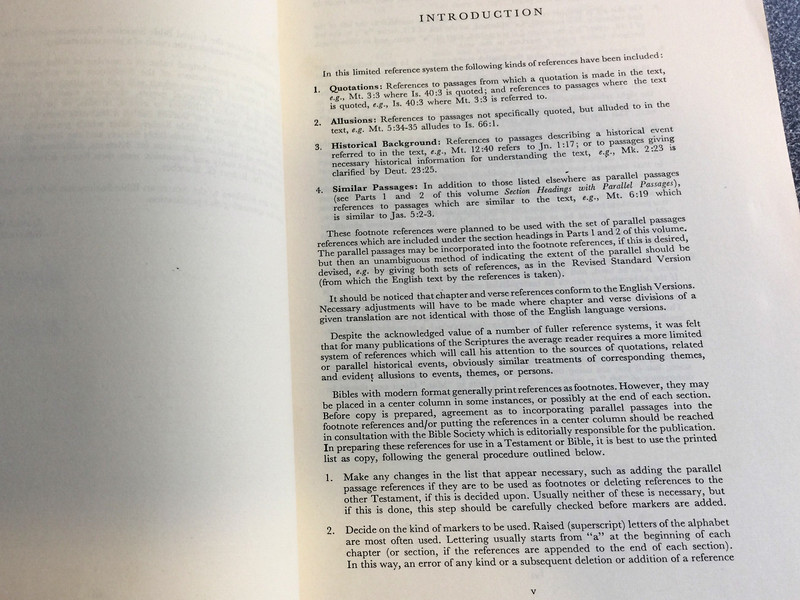 INTRODUCTION
In this limited reference system the following kinds of references have been included:
1. Quotations: References to passages from which a quotation is made in the text,
e.g., Mt. 3:3 where Is. 40:3 is quoted; and references to passages where the text
is quoted, e.g., Is. 40:3 where Mt. 3:3 is referred to.
2. Allusions: References to passages not specifically quoted, but alluded to in the
text, e.g. Mt. 5:34-35 alludes to Is. 66:1.
3. Historical Background: References to passages describing a historical event
referred to in the text, e.g., Mt. 12:40 refers to Jn. 1:17; or to passages giving
necessary historical information for understanding the text, e.g., Mk. 2:23 is
clarified by Deut. 23:25.
4. Similar Passages: In addition to those listed elsewhere as parallel passages
(see Parts 1 and 2 of this volume Section Headings with Parallel Passages),
references to passages which are similar to the text, e.g., Mt. 6:19 which
is similar to Jas. 5:2-3.
These footnote references were planned to be used with the set of parallel passages
references which are included under the section headings in Parts 1 and 2 of this volume.
The parallel passages may be incorporated into the footnote references, if this is desired,
but then an unambiguous method of indicating the extent of the parallel should be
devised, e.g. by giving both sets of references, as in the Revised Standard Version
(from which the English text by the references is taken).
It should be noticed that chapter and verse references conform to the English Versions.
Necessary adjustments will have to be made where chapter and verse divisions of a
given translation are not identical with those of the English language versions.
Despite the acknowledged value of a number of fuller reference systems, it was felt
that for many publications of the Scriptures the average reader requires a more limited
system of references which will call his attention to the sources of quotations, related
or parallel historical events, obviously similar treatments of corresponding themes,
and evident allusions to events, themes, or persons.
Bibles with modern format generally print references as footnotes. However, they may
be placed in a center column in some instances, or possibly at the end of each section.
Before copy is prepared, agreement as to incorporating parallel passages into the
footnote references and/or putting the references in a center column should be reached
in consultation with the Bible Society which is editorially responsible for the publication.
In preparing these references for use in a Testament or Bible, it is best to use the printed
list as copy, following the general procedure outlined below.
1. Make any changes in the list that appear necessary, such as adding the parallel
passage references if they are to be used as footnotes or deleting references to the
other Testament, if this is decided upon. Usually neither of these is necessary, but
if this is done, this step should be carefully checked before markers are added.
2. Decide on the kind of markers to be used. Raised (superscript) letters of the alphabet
are most often used. Lettering usually starts from "a" at the beginning of each
chapter (or section, if the references are appended to the end of each section).
In this way, an error of any kind or a subsequent deletion or addition of a reference
v